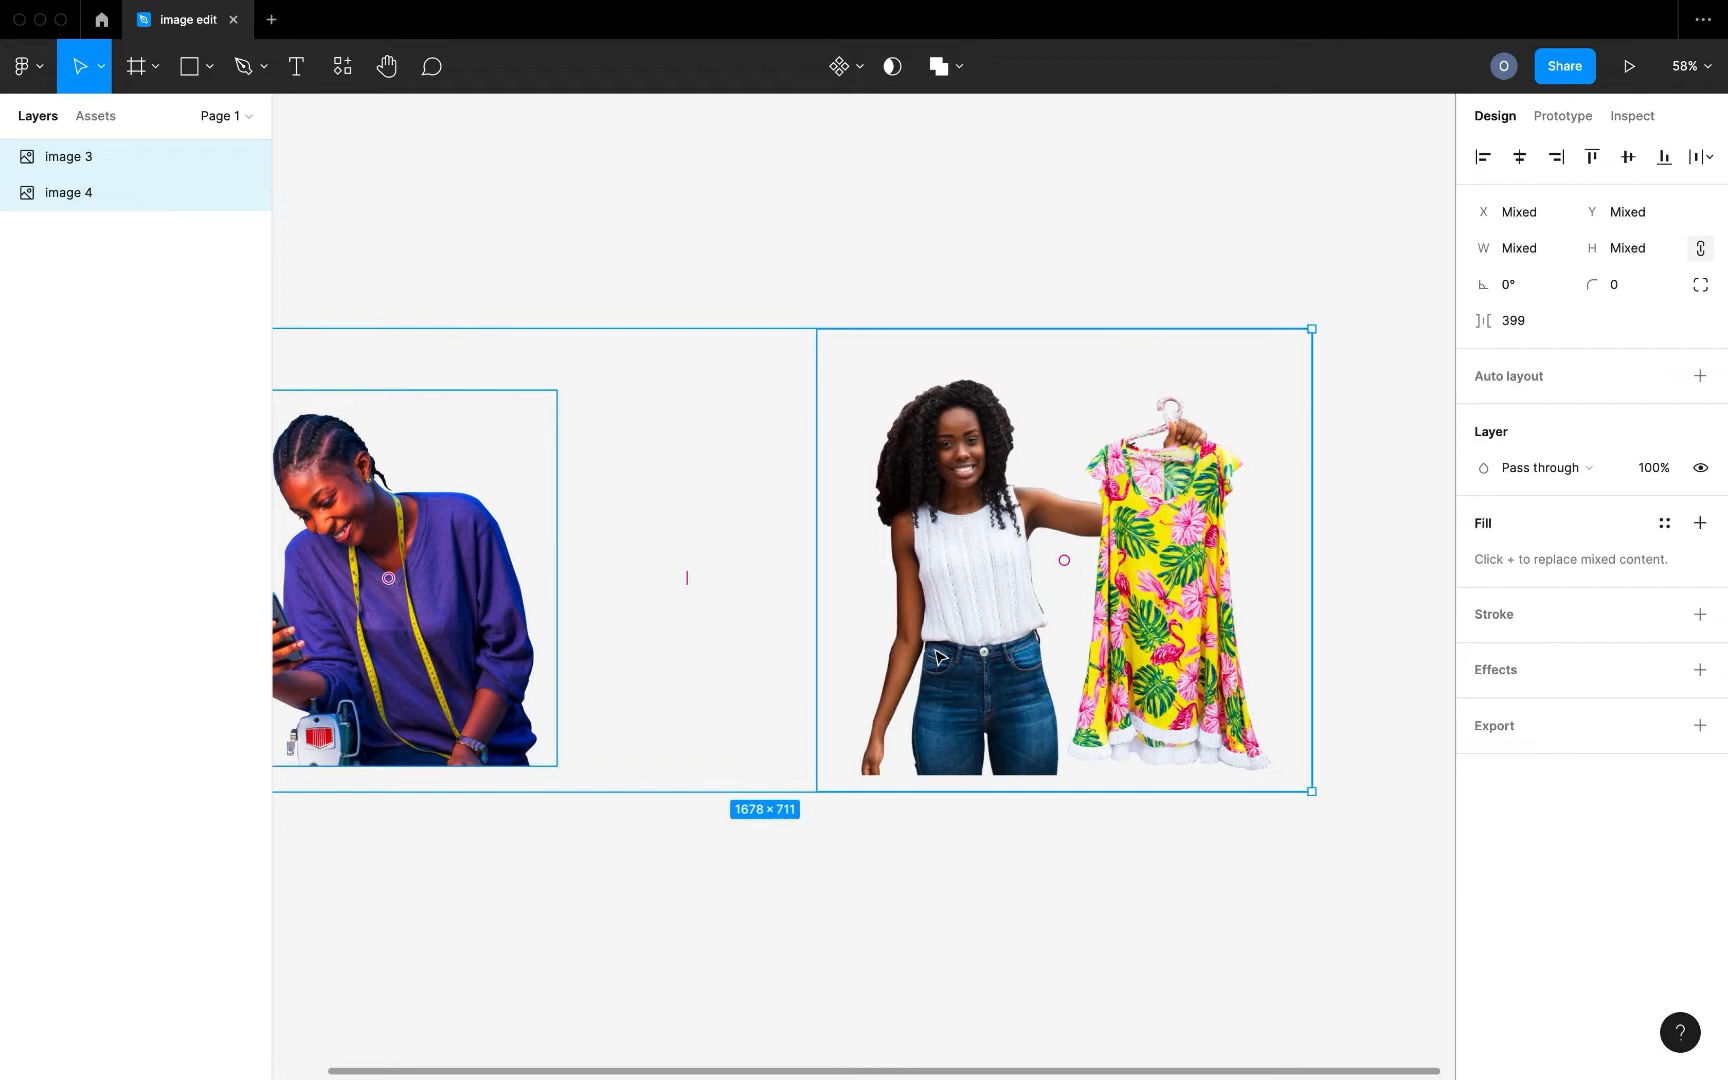 image edit
Share
58%
O
Layers
Assets
Page 1
Design
Prototype
Inspect
image 3
image 4
X Mixed
Y Mixed
W Mixed
H Mixed
0°
0
399
Auto layout
Layer
Pass through
100%
Fill
Click + to replace mixed content.
Stroke
Effects
Export
1678 × 711
?